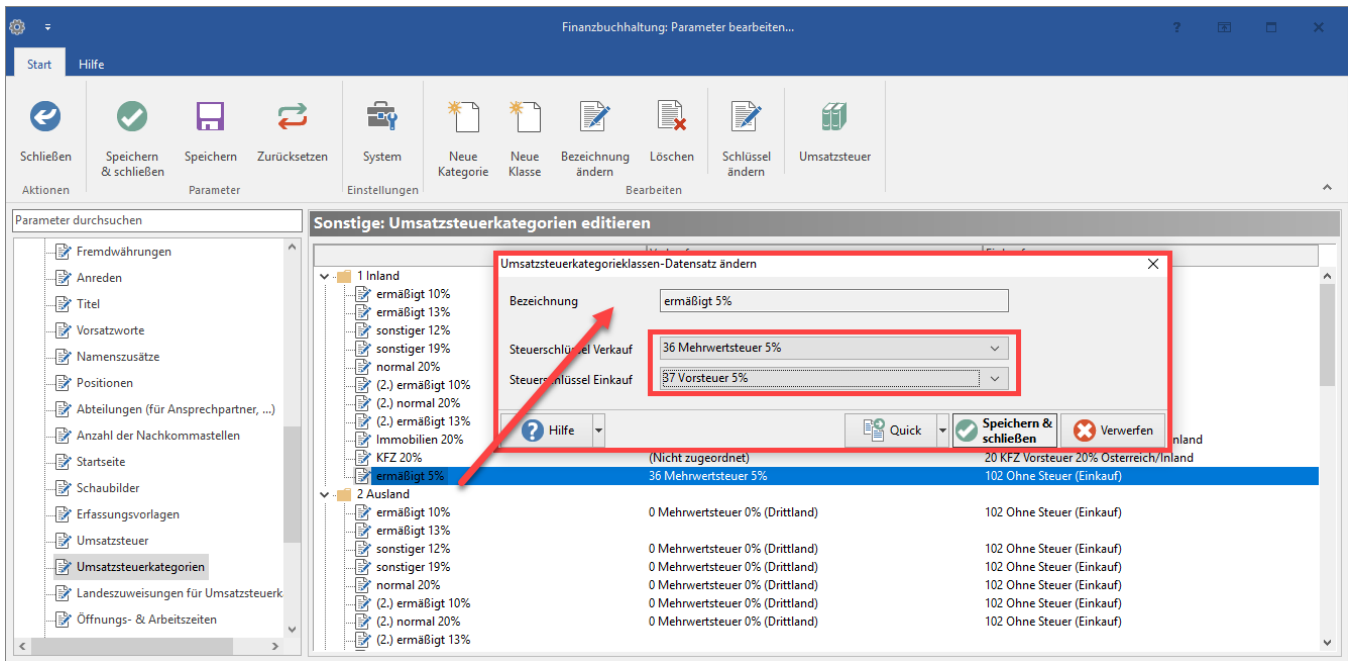 Finanzbuchhaltung: Parameter bearbeiten...
Start Hilfe
Schließen Speichern & schließen Speichern Zurücksetzen System Neue Kategorie Neue Klasse Bezeichnung ändern Löschen Schlüssel ändern Umsatzsteuer
Aktionen Parameter Einstellungen Bearbeiten
Parameter durchsuchen
Fremdwährungen
Anreden
Titel
Vorsatzworte
Namenszusätze
Positionen
Abteilungen (für Ansprechpartner, ...)
Anzahl der Nachkommastellen
Startseite
Schaubilder
Erfassungsvorlagen
Umsatzsteuer
Umsatzsteuerkategorien
Landeszuweisungen für Umsatzsteuerk
Öffnungs- & Arbeitszeiten
Sonstige: Umsatzsteuerkategorien editieren
1 Inland
ermäßigt 10%
ermäßigt 13%
sonstiger 12%
sonstiger 19%
normal 20%
(2.) ermäßigt 10%
(2.) normal 20%
(2.) ermäßigt 13%
Immobilien 20% nland
KFZ 20% (Nicht zugeordnet) 20 KFZ Vorsteuer 20% Österreich/Inland
ermäßigt 5% 36 Mehrwertsteuer 5% 102 Ohne Steuer (Einkauf)
2 Ausland
ermäßigt 10% 0 Mehrwertsteuer 0% (Drittland) 102 Ohne Steuer (Einkauf)
ermäßigt 13%
sonstiger 12% 0 Mehrwertsteuer 0% (Drittland) 102 Ohne Steuer (Einkauf)
sonstiger 19% 0 Mehrwertsteuer 0% (Drittland) 102 Ohne Steuer (Einkauf)
normal 20% 0 Mehrwertsteuer 0% (Drittland) 102 Ohne Steuer (Einkauf)
(2.) ermäßigt 10% 0 Mehrwertsteuer 0% (Drittland) 102 Ohne Steuer (Einkauf)
(2.) normal 20% 0 Mehrwertsteuer 0% (Drittland) 102 Ohne Steuer (Einkauf)
(2.) ermäßigt 13%
Umsatzsteuerkategorieklassen-Datensatz ändern
Bezeichnung ermäßigt 5%
Steuerschlüssel Verkauf 36 Mehrwertsteuer 5%
Steuerschlüssel Einkauf 37 Vorsteuer 5%
Hilfe Quick Speichern & schließen Verwerfen